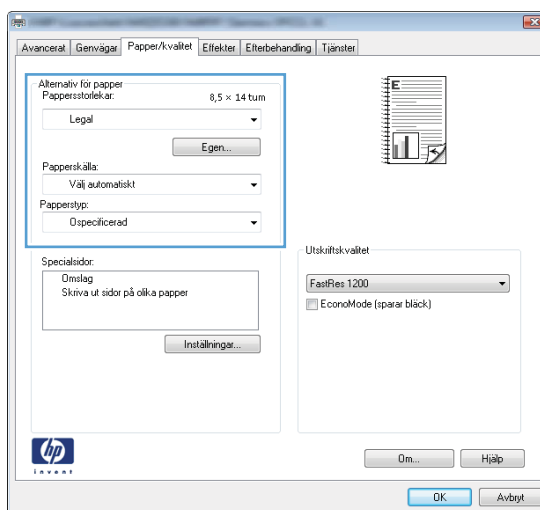 Avancerat Genvägar Papper/kvalitet Effekter Efterbehandling Tjänster
Alternativ för papper
Pappersstorlekar: 8,5 × 14 tum
Legal
Egen...
Papperskälla:
Välj automatiskt
Papperstyp:
Ospecificerad
Specialsidor:
Omslag
Skriva ut sidor på olika papper
Inställningar...
E
Utskriftskvalitet
FastRes 1200
EconoMode (sparar bläck)
hp
invent
Om... Hjälp
OK Avbryt